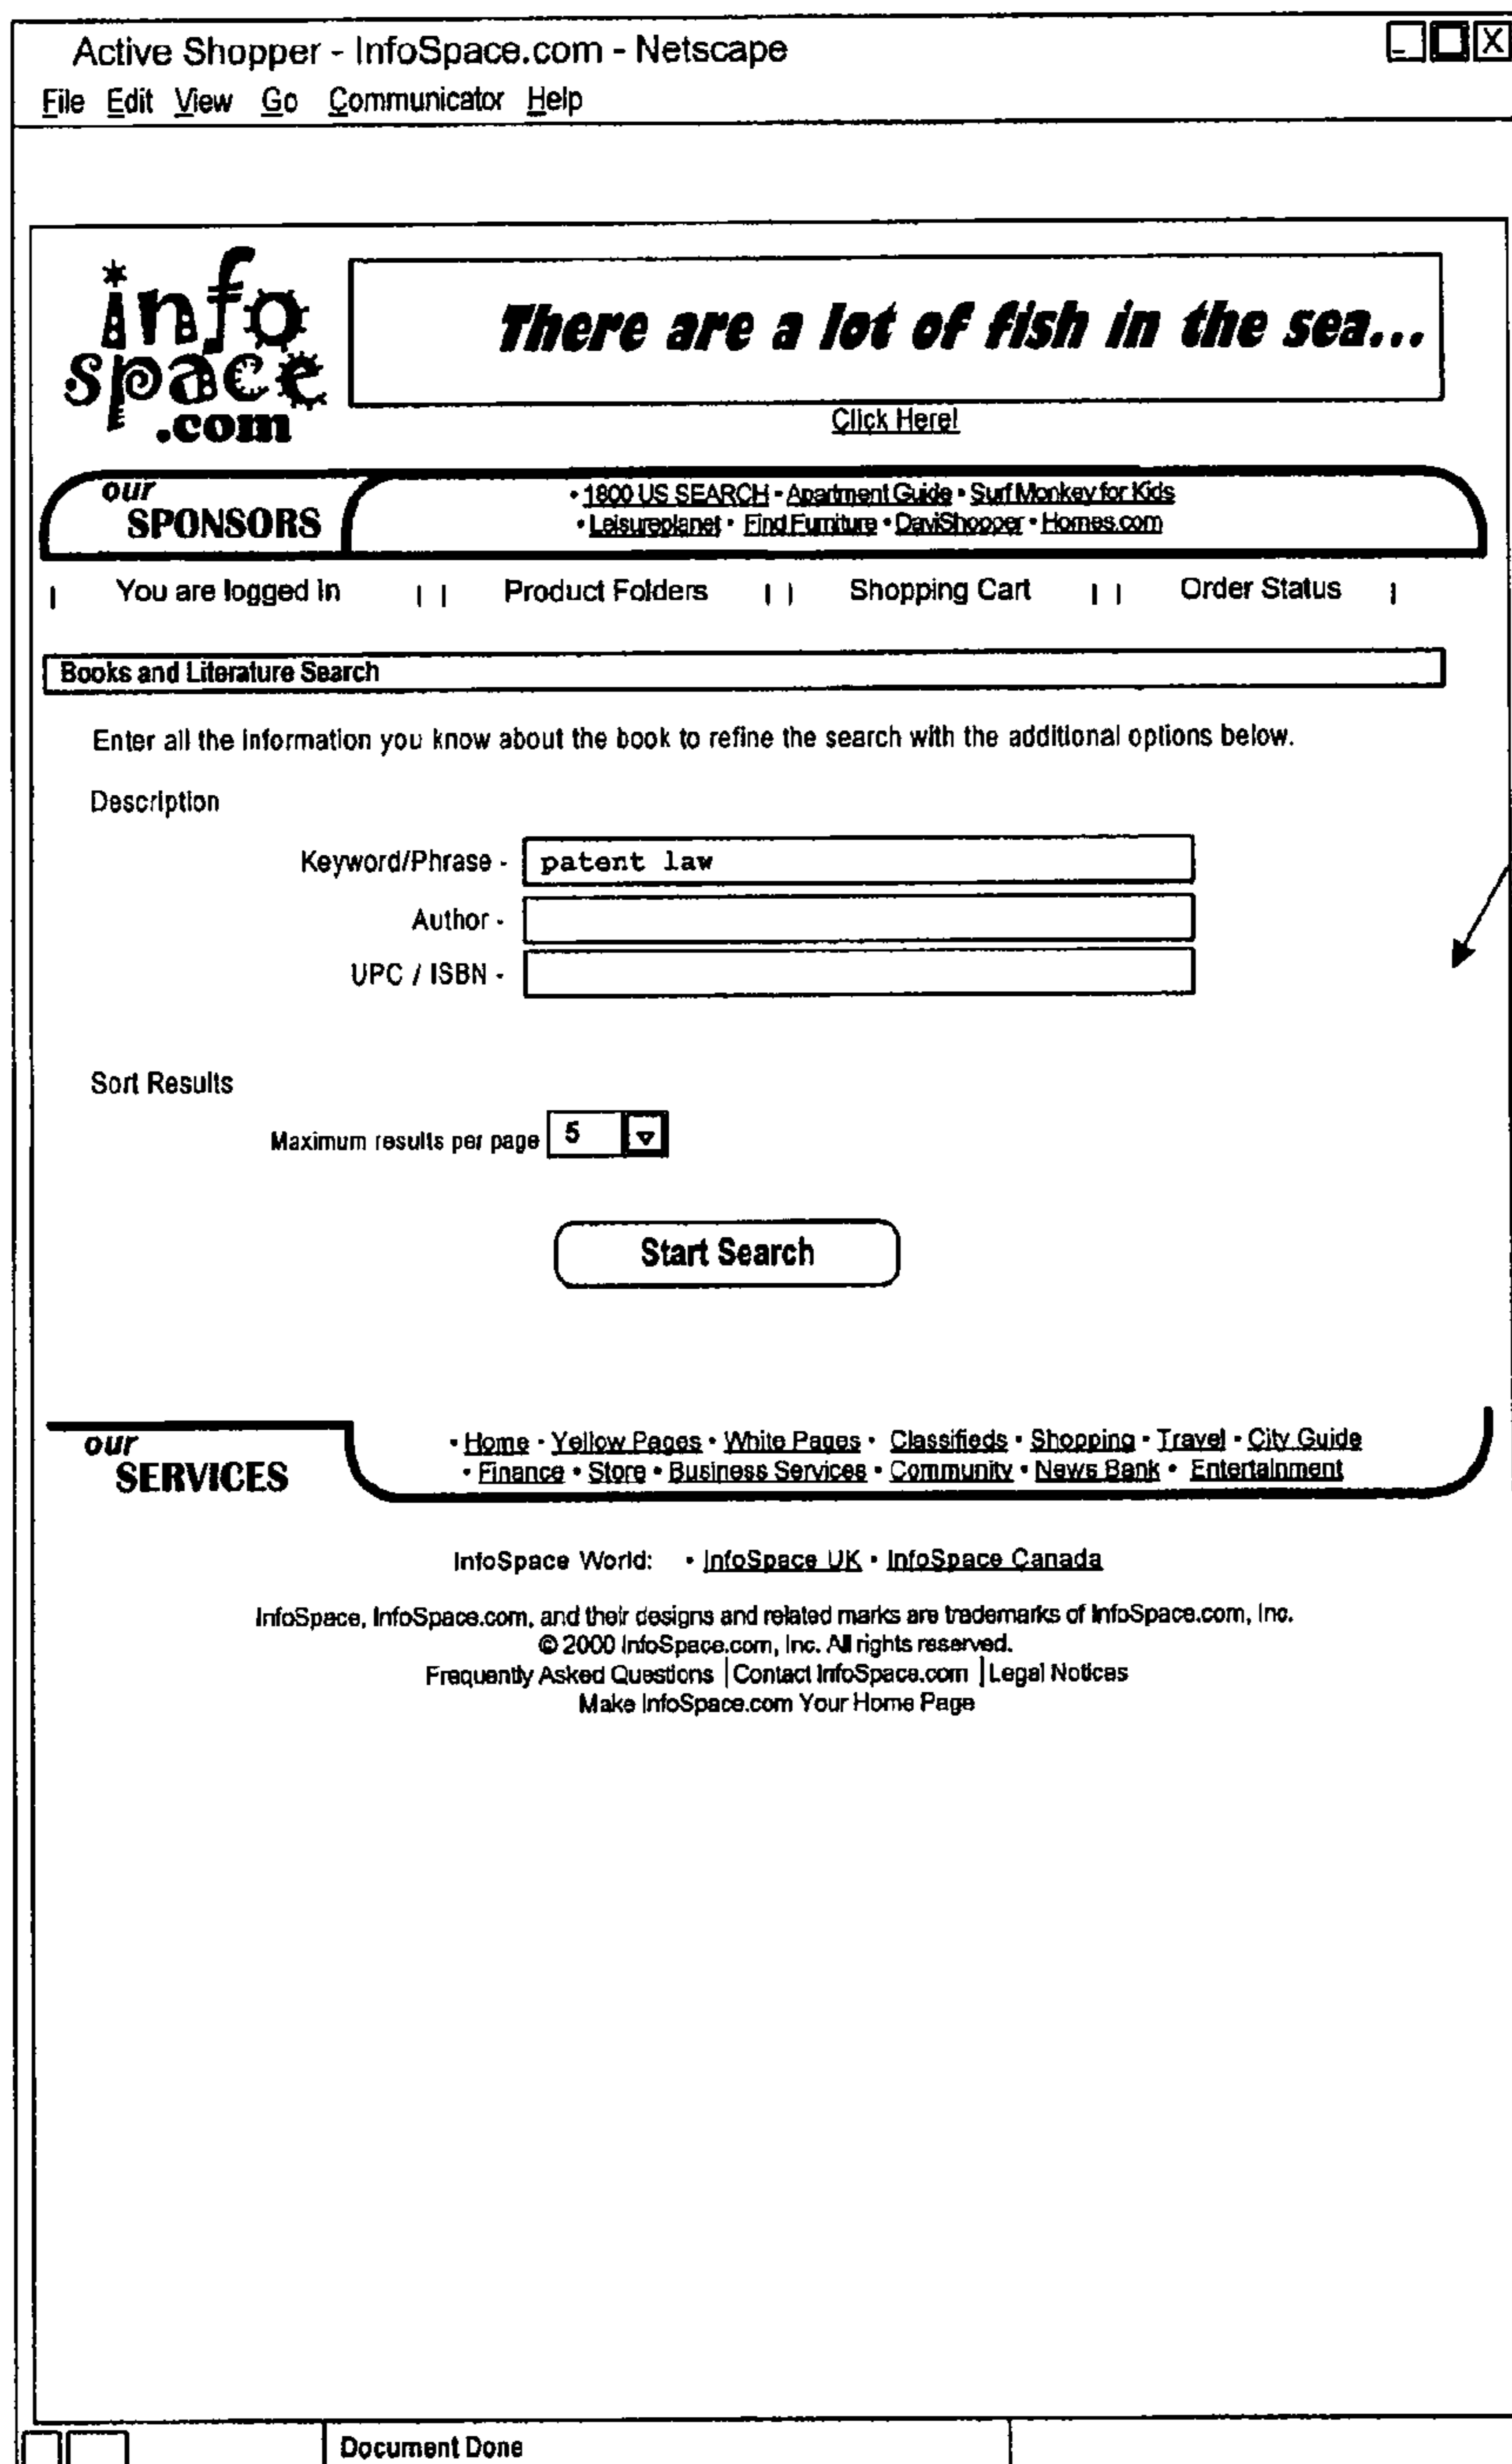 Active Shopper - InfoSpace.com - Netscape
X
File Edit View Go Communicator Help
info
space
.com
There are a lot of fish in the sea...
Click Here!
our
SPONSORS
• 1800 US SEARCH • Apartment Guide • Surf Monkey for Kids
• Leisureplanet • Find Furniture • DaviShopper • Homes.com
| You are logged in | | Product Folders | | Shopping Cart | | Order Status |
Books and Literature Search
Enter all the information you know about the book to refine the search with the additional options below.
Description
Keyword/Phrase - patent law
Author -
UPC / ISBN -
Sort Results
Maximum results per page 5
Start Search
our
SERVICES
• Home • Yellow Pages • White Pages • Classifieds • Shopping • Travel • City Guide
• Finance • Store • Business Services • Community • News Bank • Entertainment
InfoSpace World: • InfoSpace UK • InfoSpace Canada
InfoSpace, InfoSpace.com, and their designs and related marks are trademarks of InfoSpace.com, Inc.
© 2000 InfoSpace.com, Inc. All rights reserved.
Frequently Asked Questions | Contact InfoSpace.com | Legal Notices
Make InfoSpace.com Your Home Page
Document Done